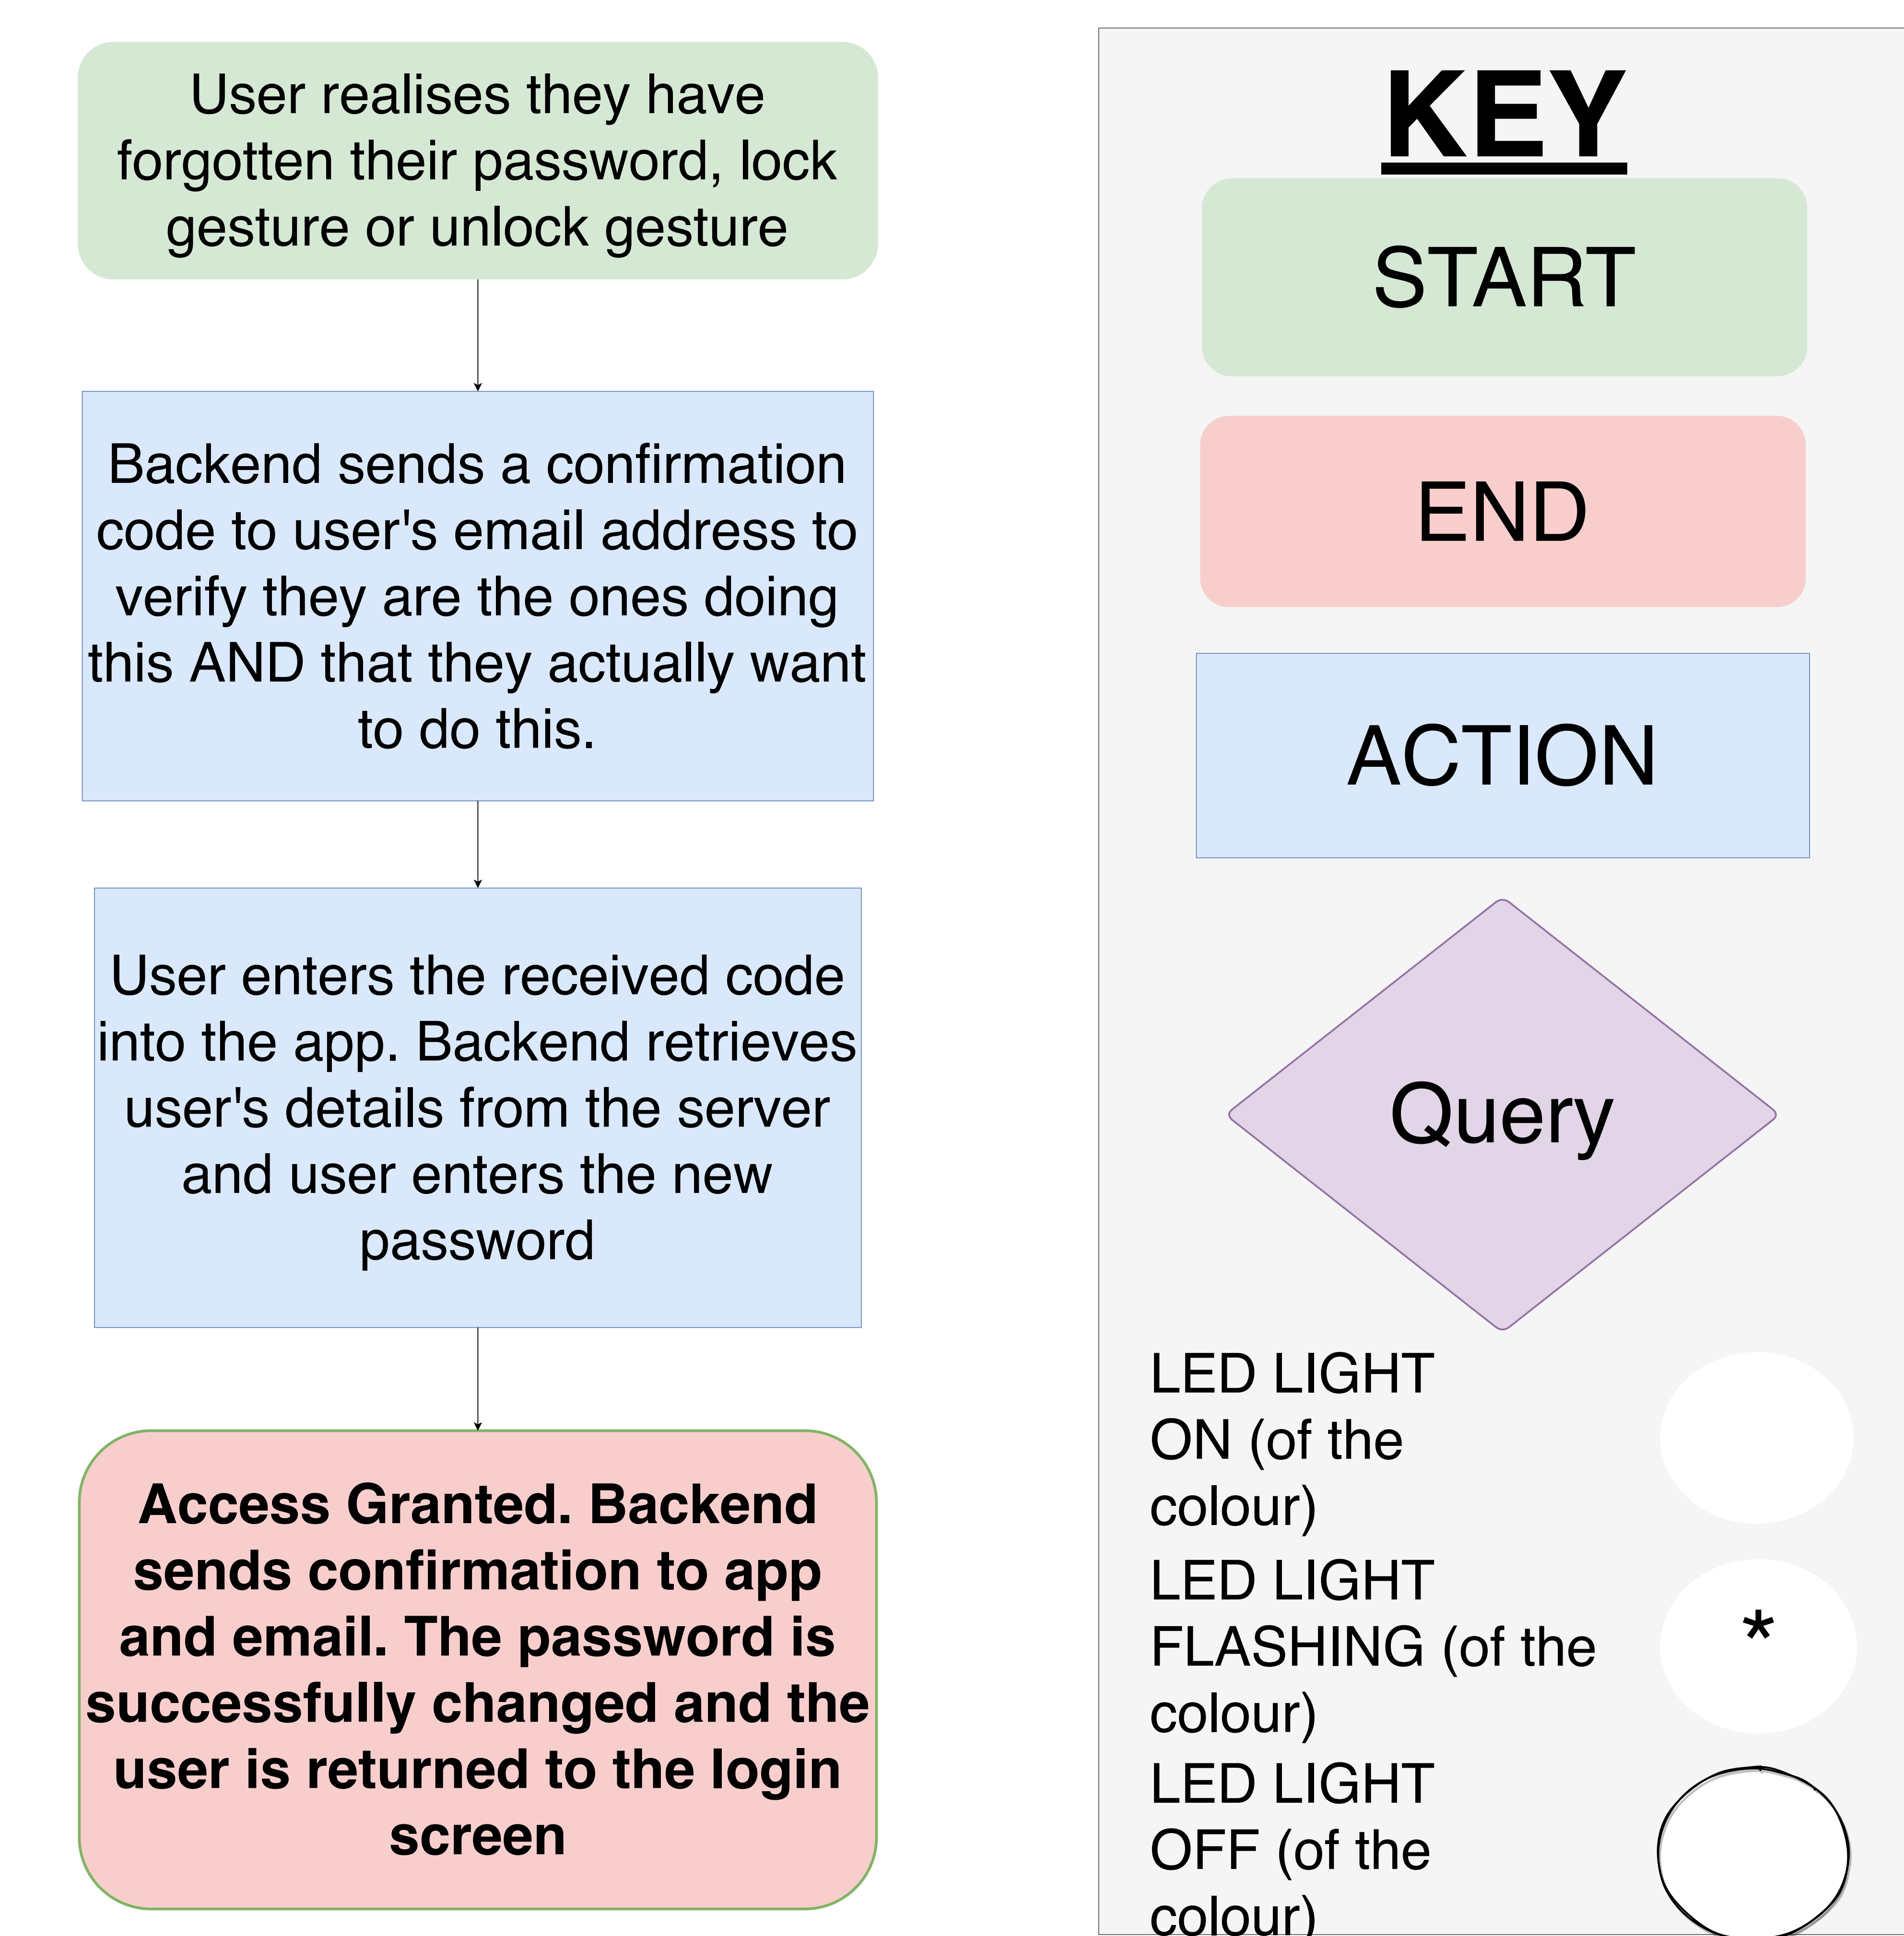 User realises they have
forgotten their password, lock
gesture or unlock gesture
Backend sends a confirmation
code to user's email address to
verify they are the ones doing
this AND that they actually want
to do this.
User enters the received code
into the app. Backend retrieves
user's details from the server
and user enters the new
password
Access Granted. Backend
sends confirmation to app
and email. The password is
successfully changed and the
user is returned to the login
screen
KEY
START
END
ACTION
Query
LED LIGHT
ON (of the
colour)
LED LIGHT
FLASHING (of the
colour)
*
LED LIGHT
OFF (of the
colour)